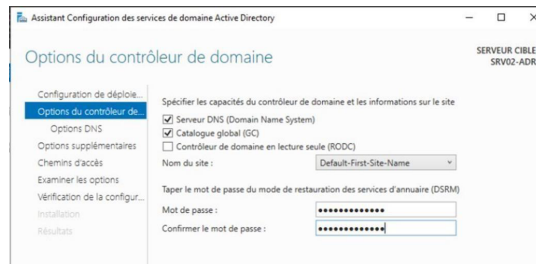 Assistant Configuration des services de domaine Active Directory
Options du contrôleur de domaine
SERVEUR CIBLE
SRV02-ADR
Configuration de déploie...
Options du contrôleur de...
Options DNS
Options supplémentaires
Chemins d'accès
Examiner les options
Vérification de la configur...
Installation
Résultats
Spécifier les capacités du contrôleur de domaine et les informations sur le site
Serveur DNS (Domain Name System)
Catalogue global (GC)
Contrôleur de domaine en lecture seule (RODC)
Nom du site : Default-First-Site-Name
Taper le mot de passe du mode de restauration des services d'annuaire (DSRM)
Mot de passe : •••••••••••••
Confirmer le mot de passe : •••••••••••••